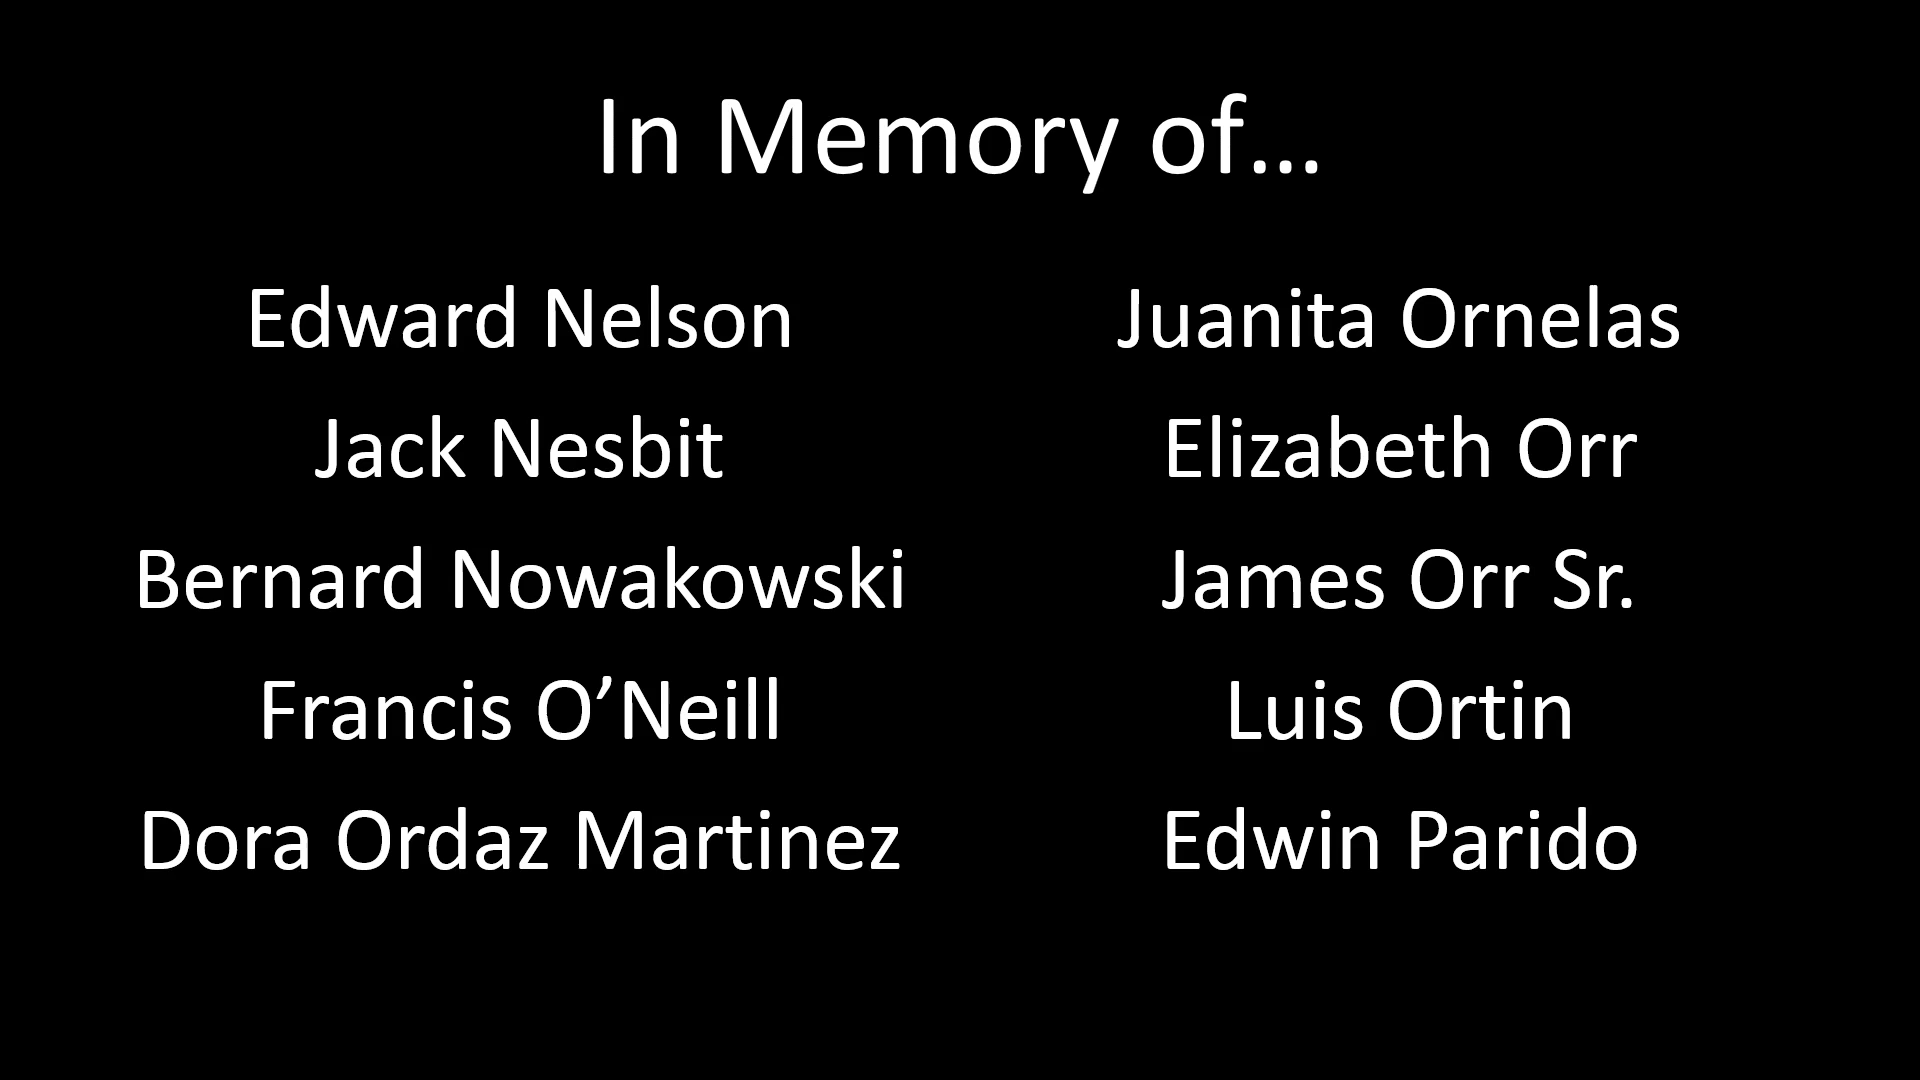 In Memory of…
Edward Nelson
Jack Nesbit
Bernard Nowakowski
Francis O’Neill
Dora Ordaz Martinez
Juanita Ornelas
Elizabeth Orr
James Orr Sr.
Luis Ortin
Edwin Parido